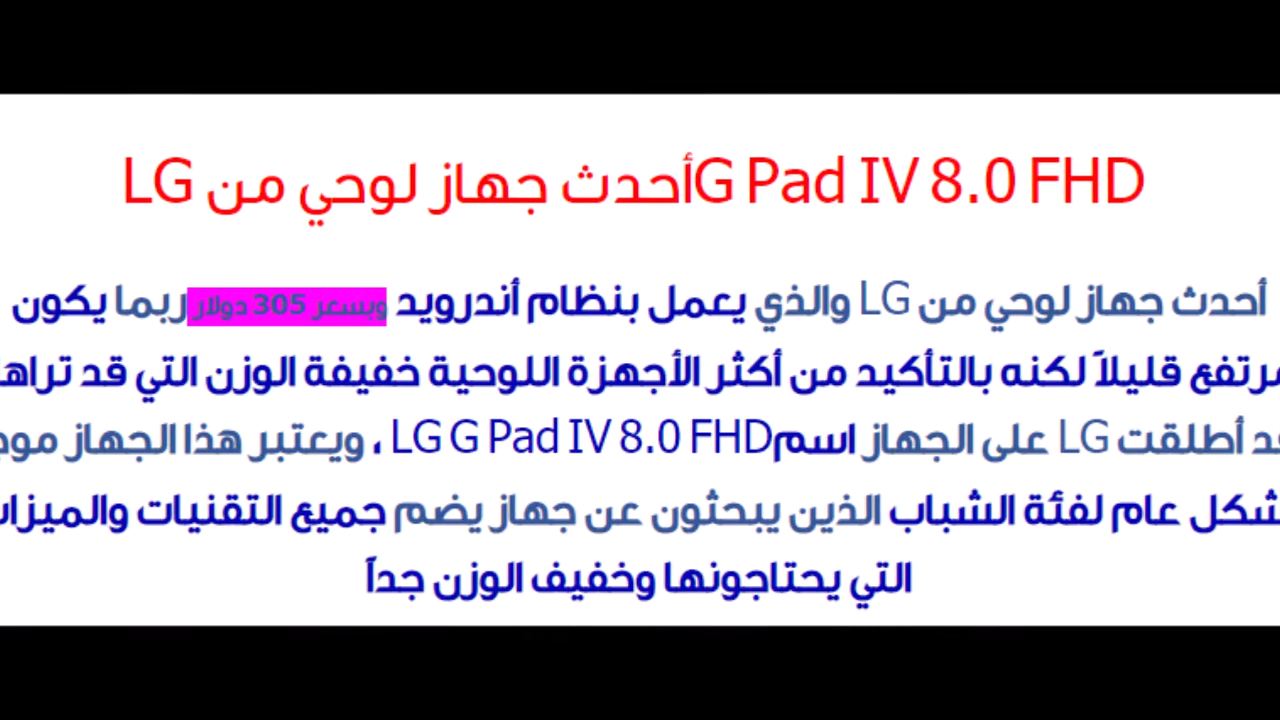 أحدث جهاز لوحي من LG G Pad IV 8.0 FHD
أحدث جهاز لوحي من LG والذي يعمل بنظام أندرويد وبسعر 305 دولار ربما يكون
مرتفع قليلاً لكنه بالتأكيد من أكثر الأجهزة اللوحية خفيفة الوزن التي قد تراها
أطلقت LG على الجهاز اسم LG G Pad IV 8.0 FHD ، ويعتبر هذا الجهاز
بشكل عام لفئة الشباب الذين يبحثون عن جهاز يضم جميع التقنيات والميزات
التي يحتاجونها وخفيف الوزن جداً